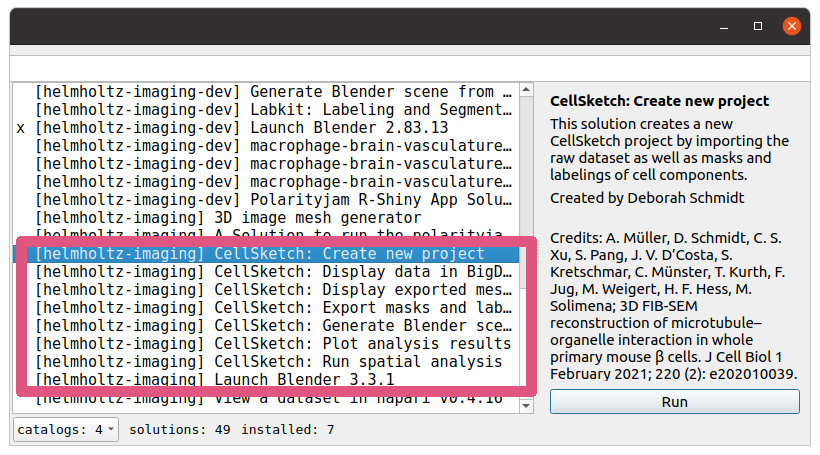 [helmholtz-imaging-dev] Generate Blender scene from ...
[helmholtz-imaging-dev] Labkit: Labeling and Segment...
x [helmholtz-imaging-dev] Launch Blender 2.83.13
[helmholtz-imaging-dev] macrophage-brain-vasculature...
[helmholtz-imaging-dev] macrophage-brain-vasculature...
[helmholtz-imaging-dev] macrophage-brain-vasculature...
[helmholtz-imaging-dev] Polarityjam R-Shiny App Solu...
[helmholtz-imaging] 3D image mesh generator
[helmholtz-imaging] A Solution to run the polarityja...
[helmholtz-imaging] CellSketch: Create new project
[helmholtz-imaging] CellSketch: Display data in BigD...
[helmholtz-imaging] CellSketch: Display exported mes...
[helmholtz-imaging] CellSketch: Export masks and lab...
[helmholtz-imaging] CellSketch: Generate Blender sce...
[helmholtz-imaging] CellSketch: Plot analysis results
[helmholtz-imaging] CellSketch: Run spatial analysis
[helmholtz-imaging] Launch Blender 3.3.1
[helmholtz-imaging] View a dataset in napari v0.4.16
catalogs: 4 solutions: 49 installed: 7
CellSketch: Create new project
This solution creates a new
CellSketch project by importing the
raw dataset as well as masks and
labelings of cell components.
Created by Deborah Schmidt
Credits: A. Müller, D. Schmidt, C. S.
Xu, S. Pang, J. V. D’Costa, S.
Kretschmar, C. Münster, T. Kurth, F.
Jug, M. Weigert, H. F. Hess, M.
Solimena; 3D FIB-SEM
reconstruction of microtubule–
organelle interaction in whole
primary mouse β cells. J Cell Biol 1
February 2021; 220 (2): e202010039.
Run